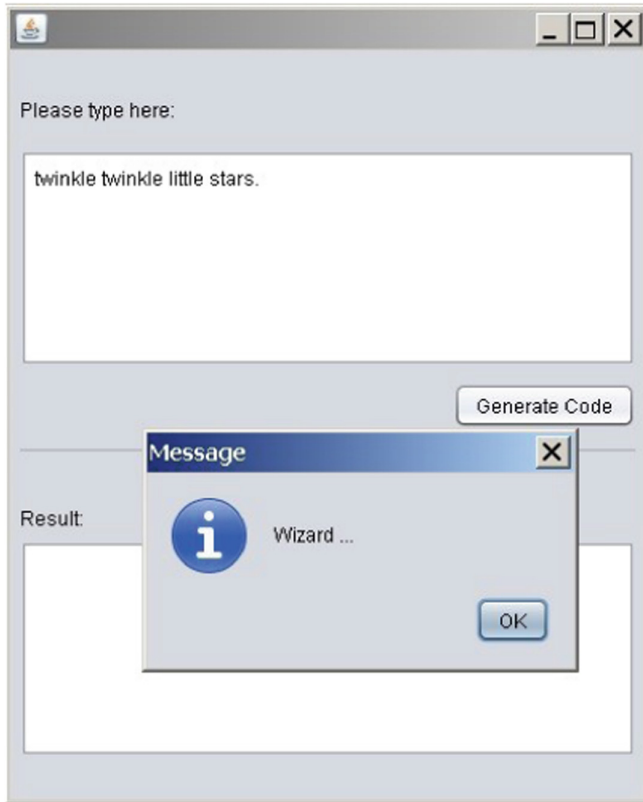 Please type here:
twinkle twinkle little stars.
Generate Code
Message
Wizard ...
OK
Result: